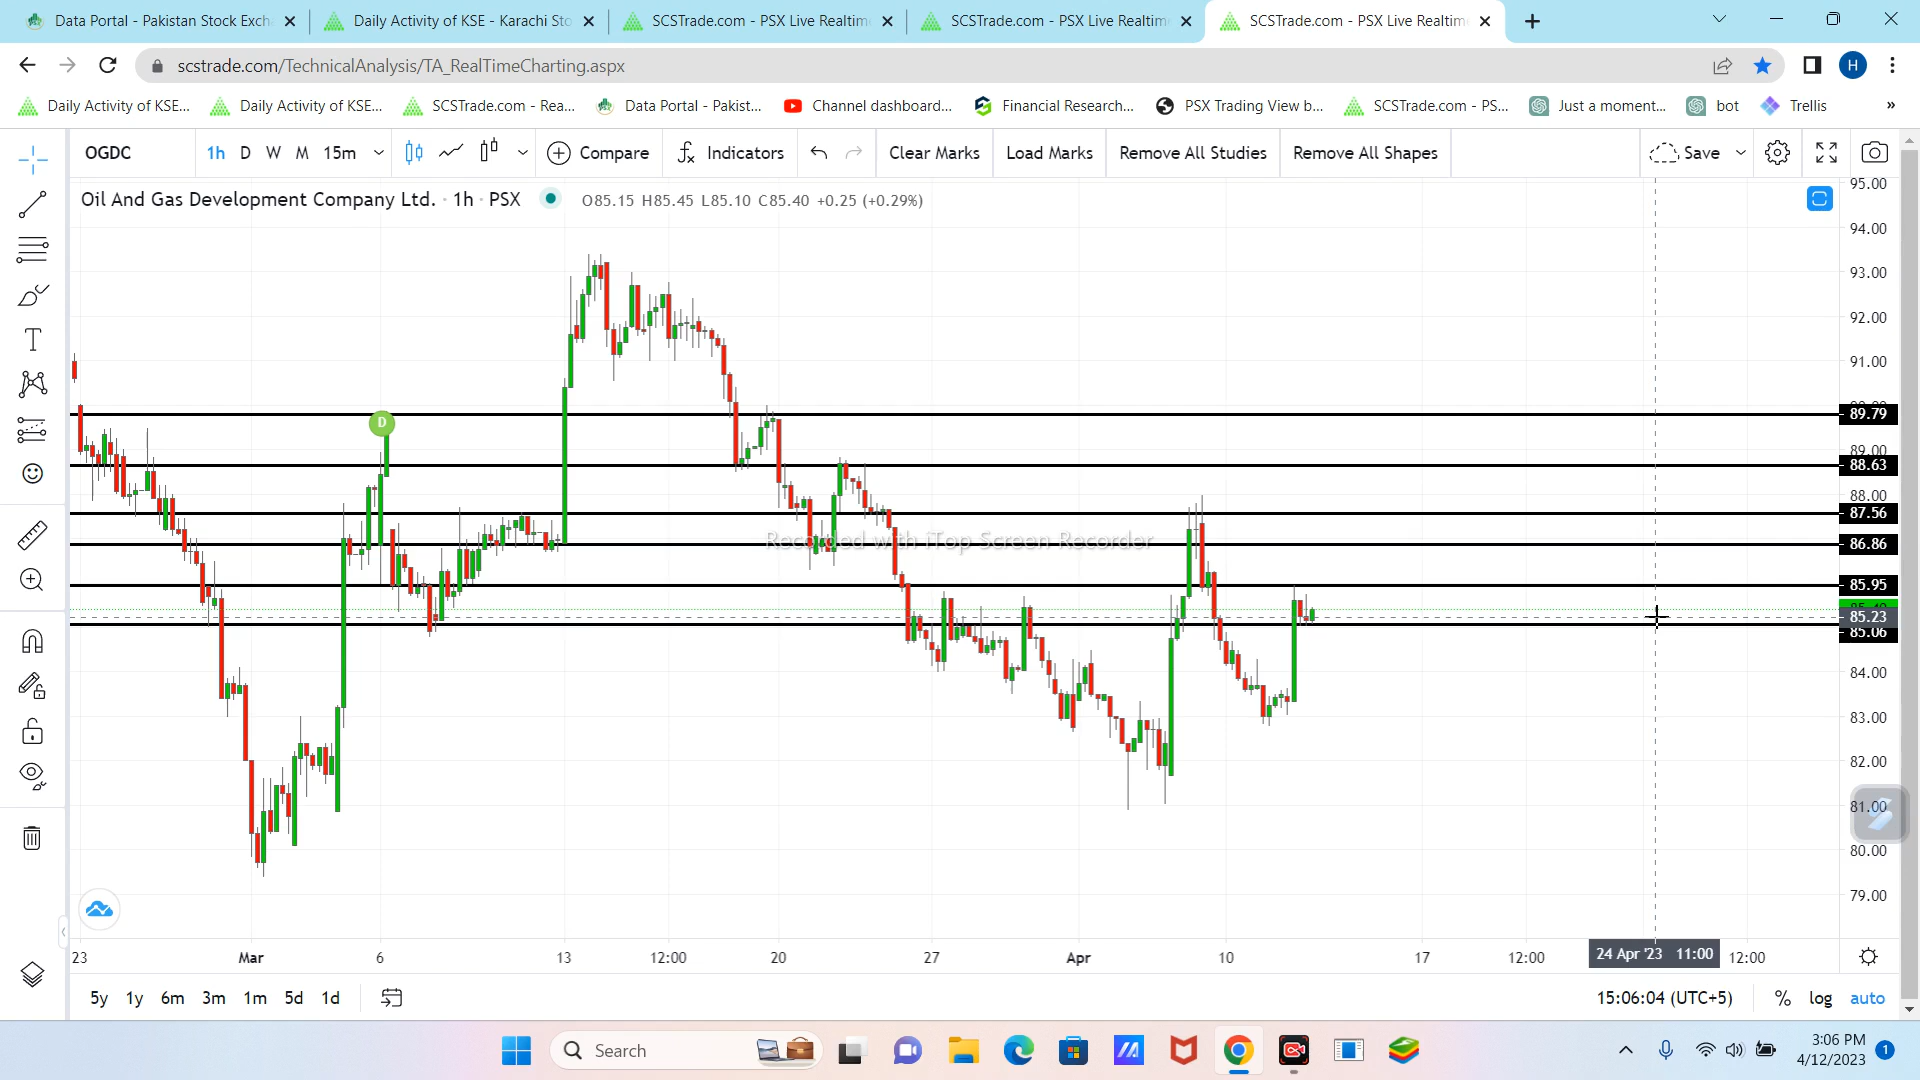 Data Portal - Pakistan Stock Exch
Daily Activity of KSE - Karachi Sto
SCSTrade.com - PSX Live Realtim
SCSTrade.com - PSX Live Realtim
SCSTrade.com - PSX Live Realtim
scstrade.com/TechnicalAnalysis/TA_RealTimeCharting.aspx
H
Daily Activity of KSE...
Daily Activity of KSE...
SCSTrade.com - Rea...
Data Portal - Pakist...
Channel dashboard...
Financial Research...
PSX Trading View b...
SCSTrade.com - PS...
Just a moment...
bot
Trellis
»
OGDC
1h D W M 15m
Compare
Indicators
Clear Marks
Load Marks
Remove All Studies
Remove All Shapes
Save
Oil And Gas Development Company Ltd. · 1h · PSX
O85.15 H85.45 L85.10 C85.40 +0.25 (+0.29%)
D
Recorded with iTop Screen Recorder
95.00
94.00
93.00
92.00
91.00
89.79
89.00
88.63
88.00
87.56
86.86
85.95
85.23
85.06
84.00
83.00
82.00
81.00
80.00
79.00
23 Mar 6 13 12:00 20 27 Apr 10 17 12:00 24 Apr '23 11:00 12:00
5y 1y 6m 3m 1m 5d 1d
15:06:04 (UTC+5)
% log auto
Search
3:06 PM
4/12/2023
1